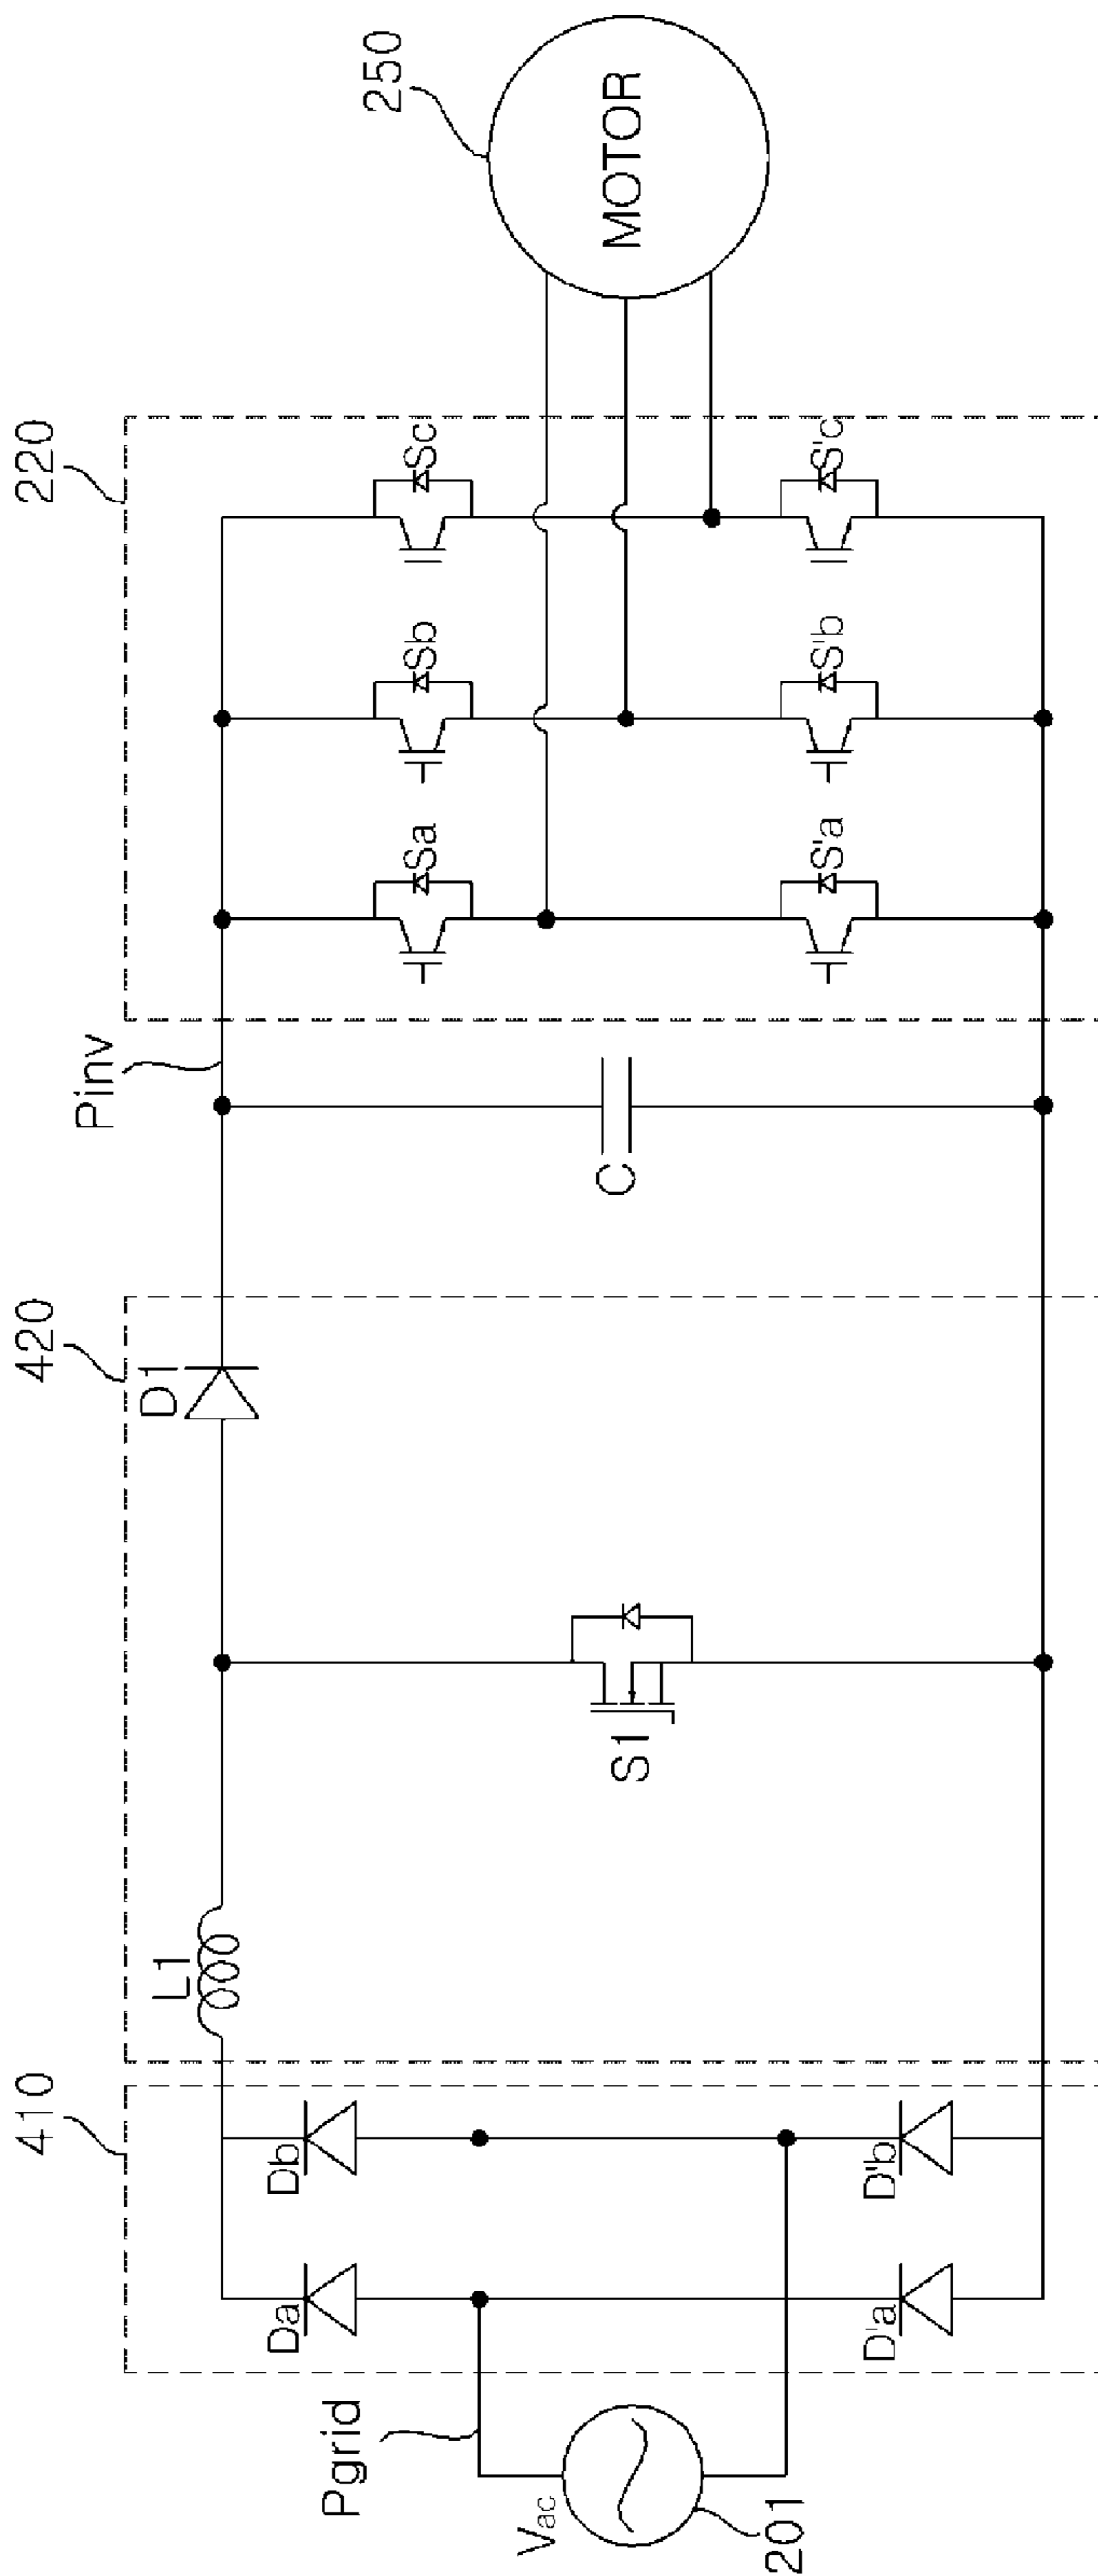 410
420
220
250
Pgrid
Vac
201
Da
Db
D'a
D'b
L1
S1
D1
C
Pinv
Sa
Sb
Sc
S'a
S'b
S'c
MOTOR